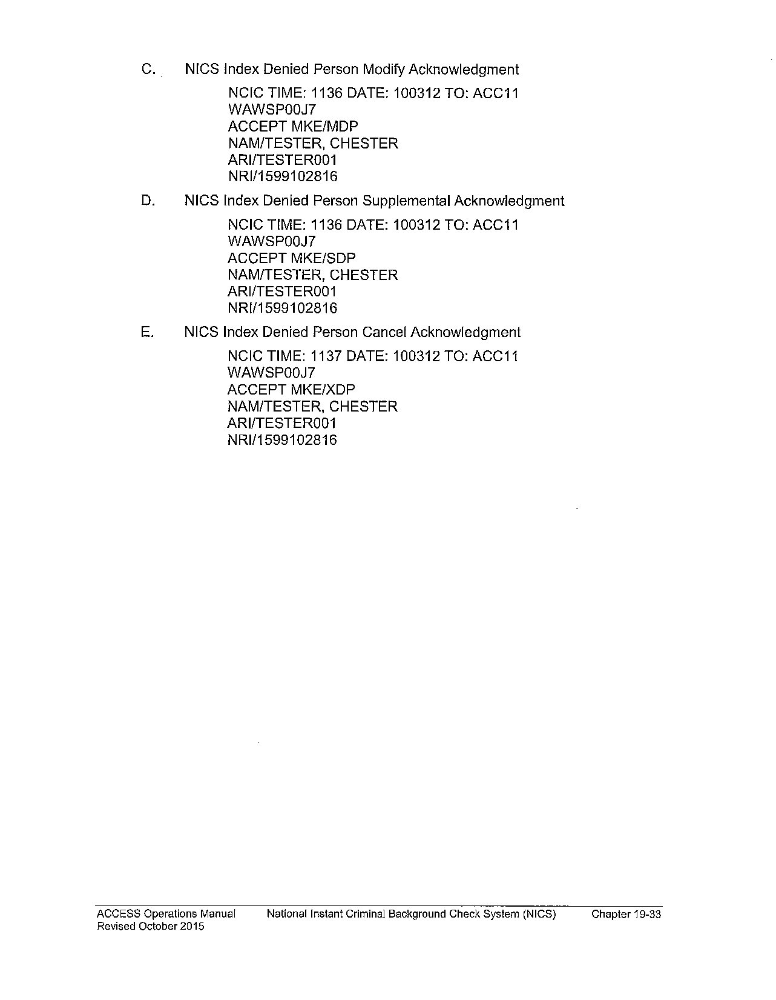 C. NICS Index Denied Person Modify Acknowledgment
NCIC TIME: 1136 DATE: 100312 TO: ACC11
WAWSP00J7
ACCEPT MKE/MDP
NAM/TESTER, CHESTER
ARI/TESTER001
NRI/1599102816
D. NICS Index Denied Person Supplemental Acknowledgment
NCIC TIME: 1136 DATE: 100312 TO: ACC11
WAWSP00J7
ACCEPT MKE/SDP
NAM/TESTER, CHESTER
ARI/TESTER001
NRI/1599102816
E. NICS Index Denied Person Cancel Acknowledgment
NCIC TIME: 1137 DATE: 100312 TO: ACC11
WAWSP00J7
ACCEPT MKE/XDP
NAM/TESTER, CHESTER
ARI/TESTER001
NRI/1599102816
ACCESS Operations Manual National Instant Criminal Background Check System (NICS) Chapter 19-33
Revised October 2015